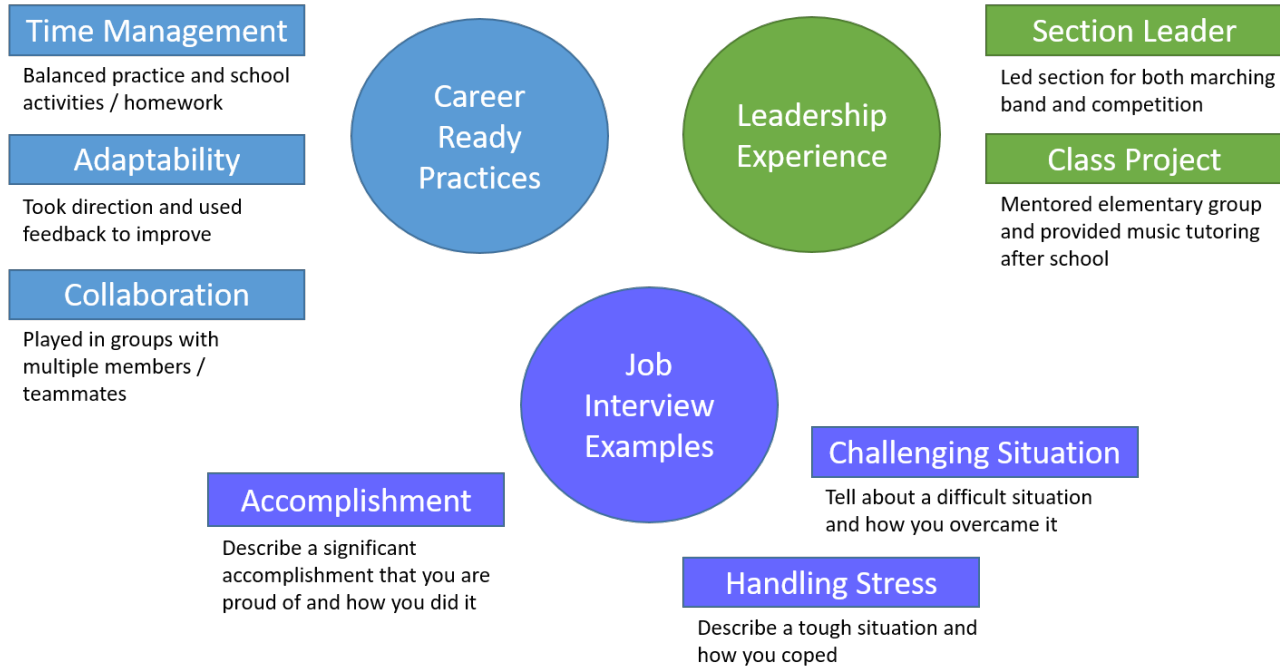 Time Management
Balanced practice and school
activities / homework
Adaptability
Took direction and used
feedback to improve
Collaboration
Played in groups with
multiple members /
teammates
Career
Ready
Practices
Leadership
Experience
Section Leader
Led section for both marching
band and competition
Class Project
Mentored elementary group
and provided music tutoring
after school
Job
Interview
Examples
Accomplishment
Describe a significant
accomplishment that you are
proud of and how you did it
Challenging Situation
Tell about a difficult situation
and how you overcame it
Handling Stress
Describe a tough situation and
how you coped